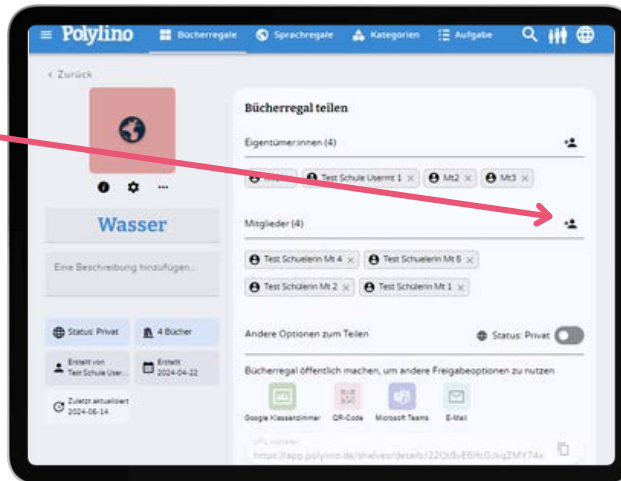 Polylino
Bücherregale
Sprachregale
Kategorien
Aufgabe
< Zurück
Wasser
Eine Beschreibung hinzufügen...
Status: Privat
4 Bücher
Erstellt von
Test Schule User...
Erstellt
2024-04-22
Zuletzt aktualisiert
2024-06-14
Bücherregal teilen
Eigentümer:innen (4)
Test Schule Usermt 1 ×
Mt2 ×
Mt3 ×
Mitglieder (4)
Test Schuelerin Mt 4 ×
Test Schuelerin Mt 5 ×
Test Schülerin Mt 2 ×
Test Schülerin Mt 1 ×
Andere Optionen zum Teilen
Status: Privat
Bücherregal öffentlich machen, um andere Freigabeoptionen zu nutzen
Google Klassenzimmer
QR-Code
Microsoft Teams
E-Mail
URL kopieren